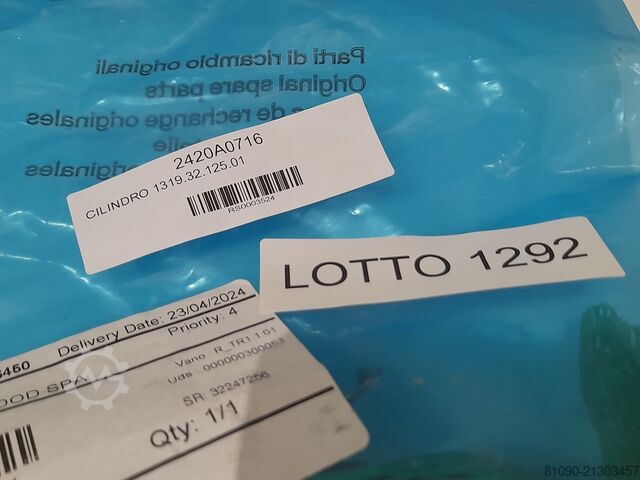 Parti di ricambio originali
Original spare parts
de rechange originales
originales
2420A0716
CILINDRO 1319.32.125.01
RS0003524
LOTTO 1292
Delivery Date: 23/04/2024
Priority: 4
OOD SPA
Vano R_TR1.1.01
Uds : 000000300053
SR: 32247256
Qty: 1/1
81090-21303457